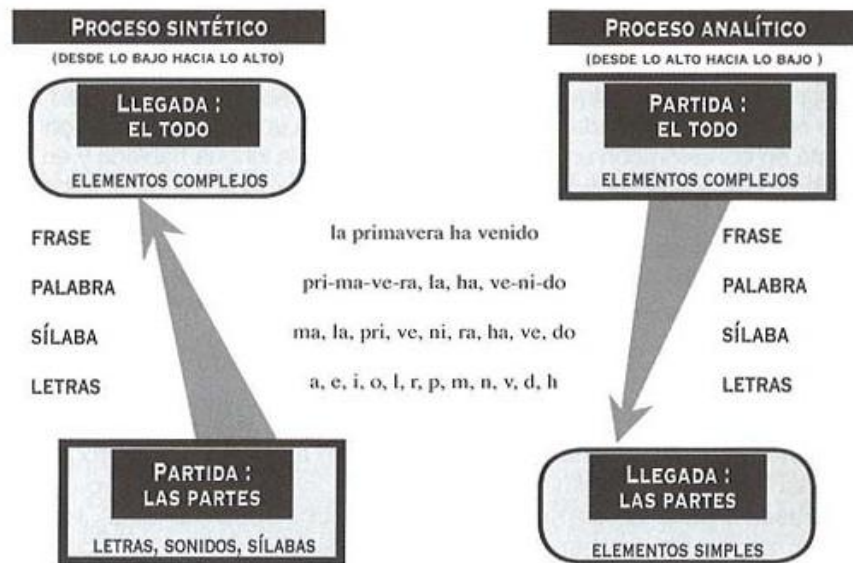 PROCESO SINTÉTICO
(DESDE LO BAJO HACIA LO ALTO)
LLEGADA :
EL TODO
ELEMENTOS COMPLEJOS
FRASE
PALABRA
SÍLABA
LETRAS
PARTIDA :
LAS PARTES
LETRAS, SONIDOS, SÍLABAS
la primavera ha venido
pri-ma-ve-ra, la, ha, ve-ni-do
ma, la, pri, ve, ni, ra, ha, ve, do
a, e, i, o, l, r, p, m, n, v, d, h
PROCESO ANALÍTICO
(DESDE LO ALTO HACIA LO BAJO )
PARTIDA :
EL TODO
ELEMENTOS COMPLEJOS
FRASE
PALABRA
SÍLABA
LETRAS
LLEGADA :
LAS PARTES
ELEMENTOS SIMPLES